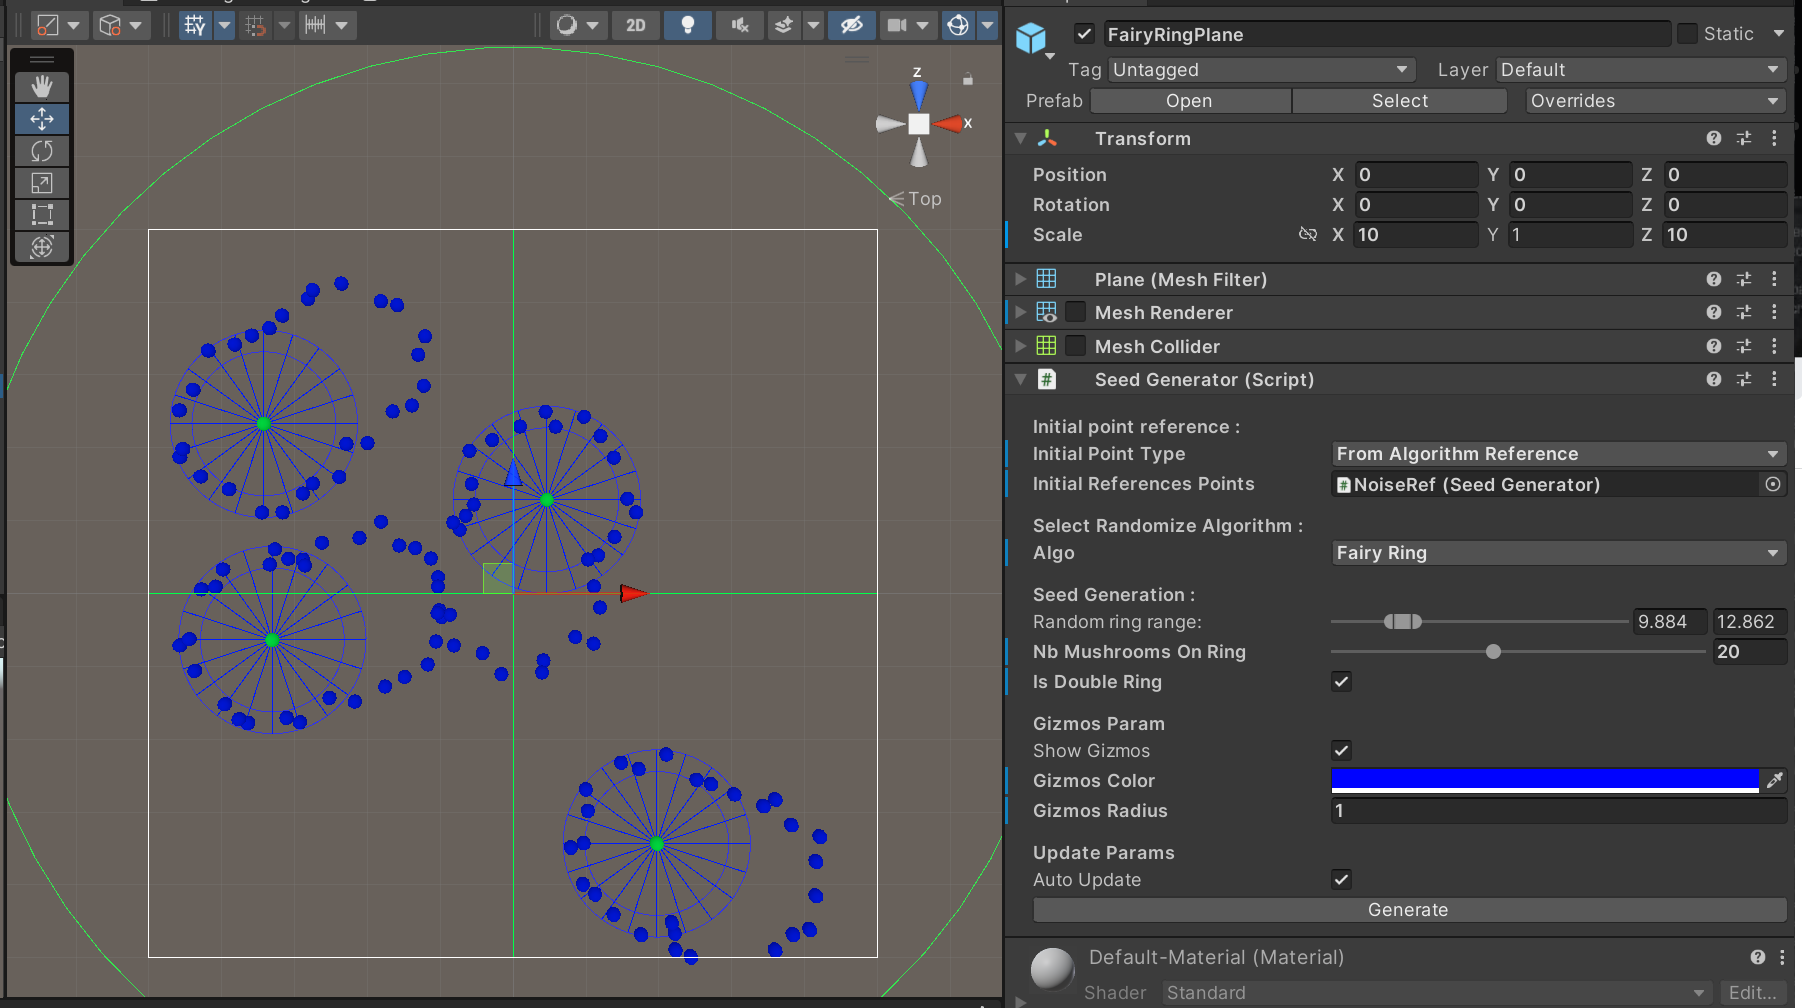 2D
Z
X
Top
FairyRingPlane
Static
Tag Untagged Layer Default
Prefab Open Select Overrides
Transform
Position X 0 Y 0 Z 0
Rotation X 0 Y 0 Z 0
Scale X 10 Y 1 Z 10
Plane (Mesh Filter)
Mesh Renderer
Mesh Collider
# Seed Generator (Script)
Initial point reference :
Initial Point Type From Algorithm Reference
Initial References Points # NoiseRef (Seed Generator)
Select Randomize Algorithm :
Algo Fairy Ring
Seed Generation :
Random ring range: 9.884 12.862
Nb Mushrooms On Ring 20
Is Double Ring
Gizmos Param
Show Gizmos
Gizmos Color
Gizmos Radius 1
Update Params
Auto Update
Generate
Default-Material (Material)
Shader Standard Edit...